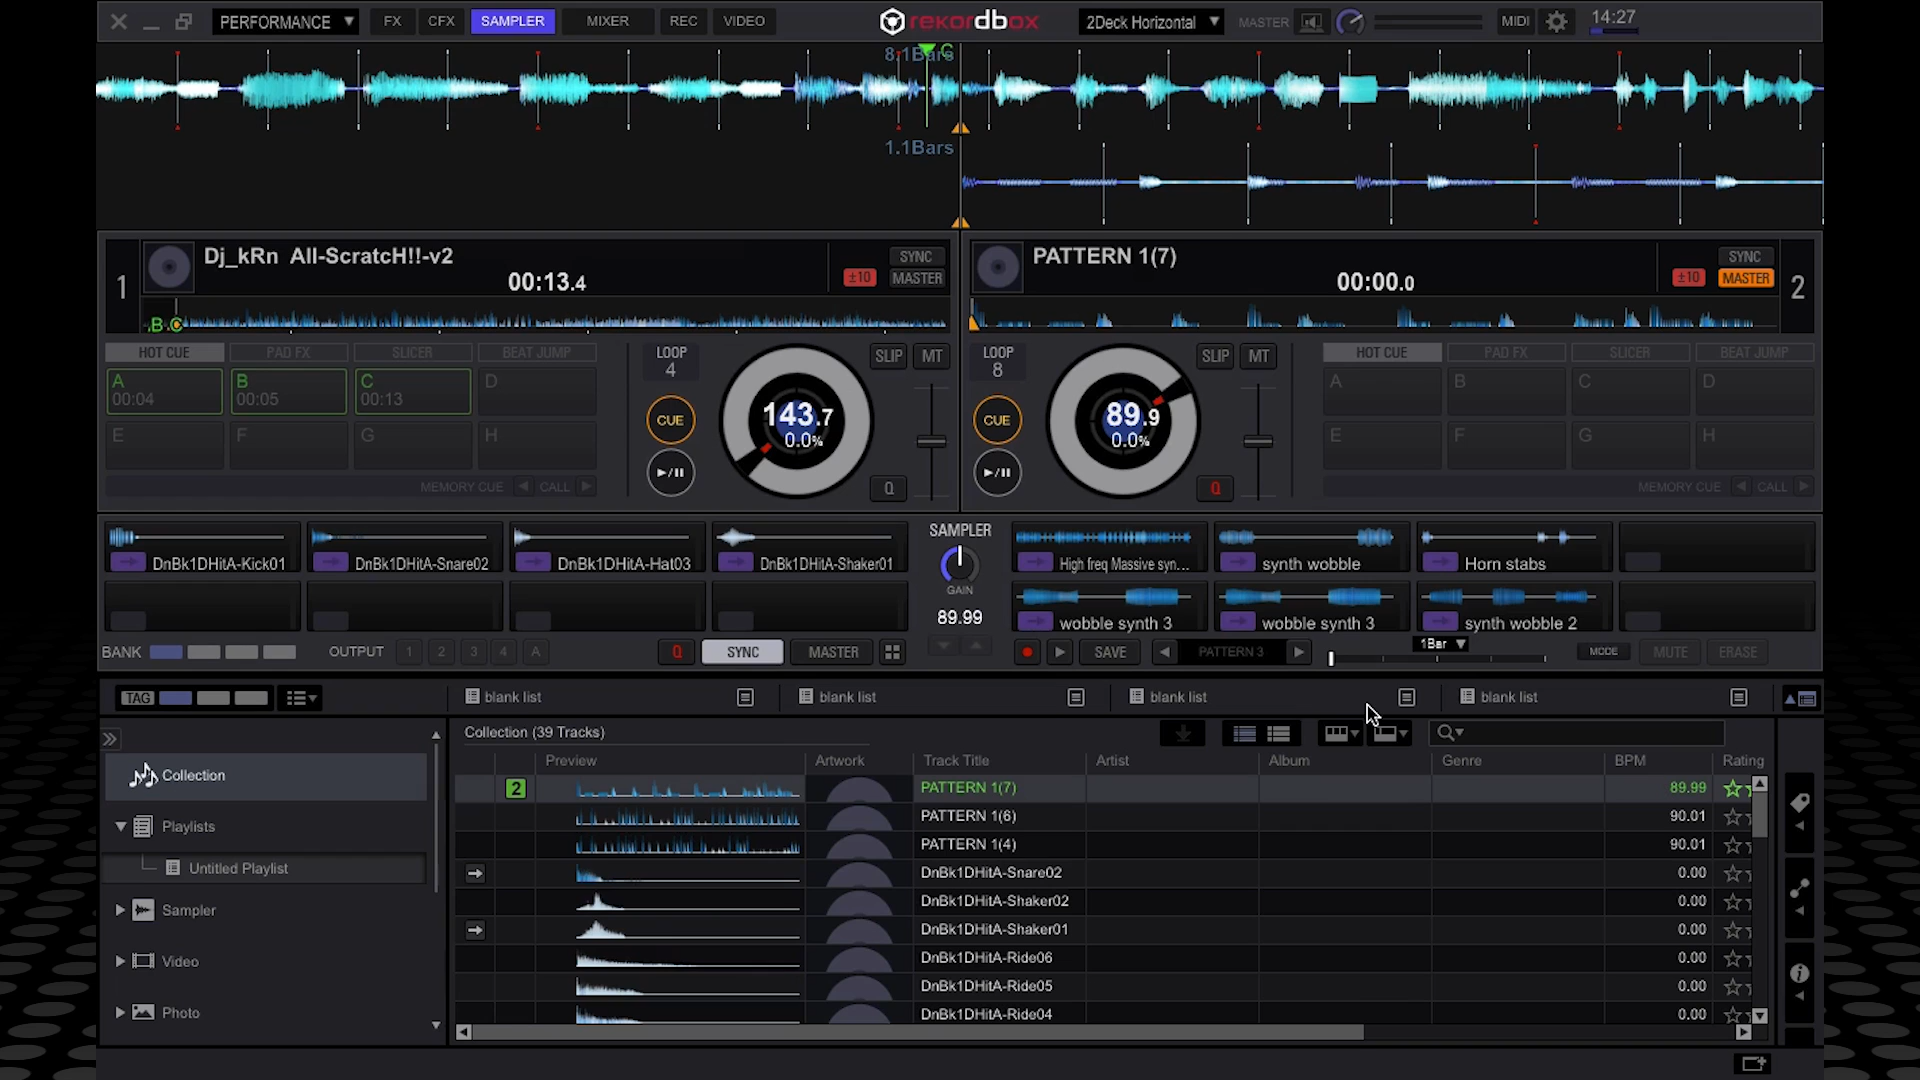 PERFORMANCE FX CFX SAMPLER MIXER REC VIDEO rekordbox 2Deck Horizontal MASTER MIDI 14:27
8.1Bars C
1.1Bars
1 Dj_kRn All-ScratcH!!-v2 00:13.4 ±10 SYNC MASTER
B C
PATTERN 1(7) 00:00.0 ±10 SYNC MASTER 2
HOT CUE PAD FX SLICER BEAT JUMP
A 00:04 B 00:05 C 00:13 D
E F G H
MEMORY CUE CALL
LOOP 4 SLIP MT
CUE 143.7 0.0%
Q
LOOP 8 SLIP MT
CUE 89.9 0.0%
Q
HOT CUE PAD FX SLICER BEAT JUMP
A B C D
E F G H
MEMORY CUE CALL
DnBk1DHitA-Kick01 DnBk1DHitA-Snare02 DnBk1DHitA-Hat03 DnBk1DHitA-Shaker01
SAMPLER
GAIN
89.99
High freq Massive syn... synth wobble Horn stabs
wobble synth 3 wobble synth 3 synth wobble 2
BANK OUTPUT 1 2 3 4 A Q SYNC MASTER SAVE PATTERN 3 1Bar MODE MUTE ERASE
TAG blank list blank list blank list blank list
Collection
Playlists
Untitled Playlist
Sampler
Video
Photo
Collection (39 Tracks)
Preview Artwork Track Title Artist Album Genre BPM Rating
2 PATTERN 1(7) 89.99
PATTERN 1(6) 90.01
PATTERN 1(4) 90.01
DnBk1DHitA-Snare02 0.00
DnBk1DHitA-Shaker02 0.00
DnBk1DHitA-Shaker01 0.00
DnBk1DHitA-Ride06 0.00
DnBk1DHitA-Ride05 0.00
DnBk1DHitA-Ride04 0.00